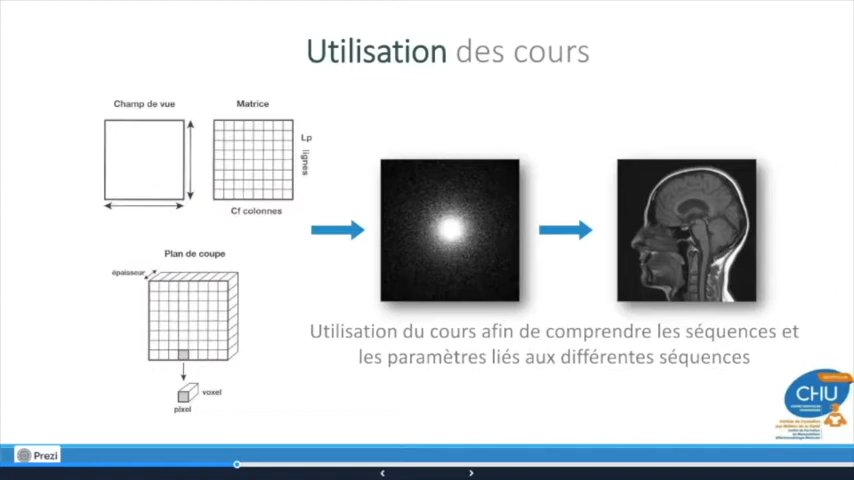 Utilisation des cours
Champ de vue
Matrice
Lp
lignes
Cf colonnes
Plan de coupe
épaisseur
voxel
pixel
Utilisation du cours afin de comprendre les séquences et
les paramètres liés aux différentes séquences
CHU
Prezi